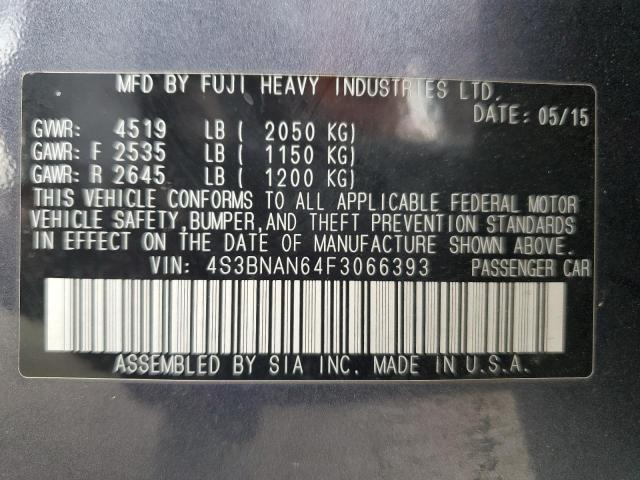 MFD BY FUJI HEAVY INDUSTRIES LTD.
DATE: 05/15
GVWR: 4519 LB ( 2050 KG)
GAWR: F 2535 LB ( 1150 KG)
GAWR: R 2645 LB ( 1200 KG)
THIS VEHICLE CONFORMS TO ALL APPLICABLE FEDERAL MOTOR
VEHICLE SAFETY,BUMPER,AND THEFT PREVENTION STANDARDS
IN EFFECT ON THE DATE OF MANUFACTURE SHOWN ABOVE.
VIN: 4S3BNAN64F3066393 PASSENGER CAR
ASSEMBLED BY SIA INC. MADE IN U.S.A.